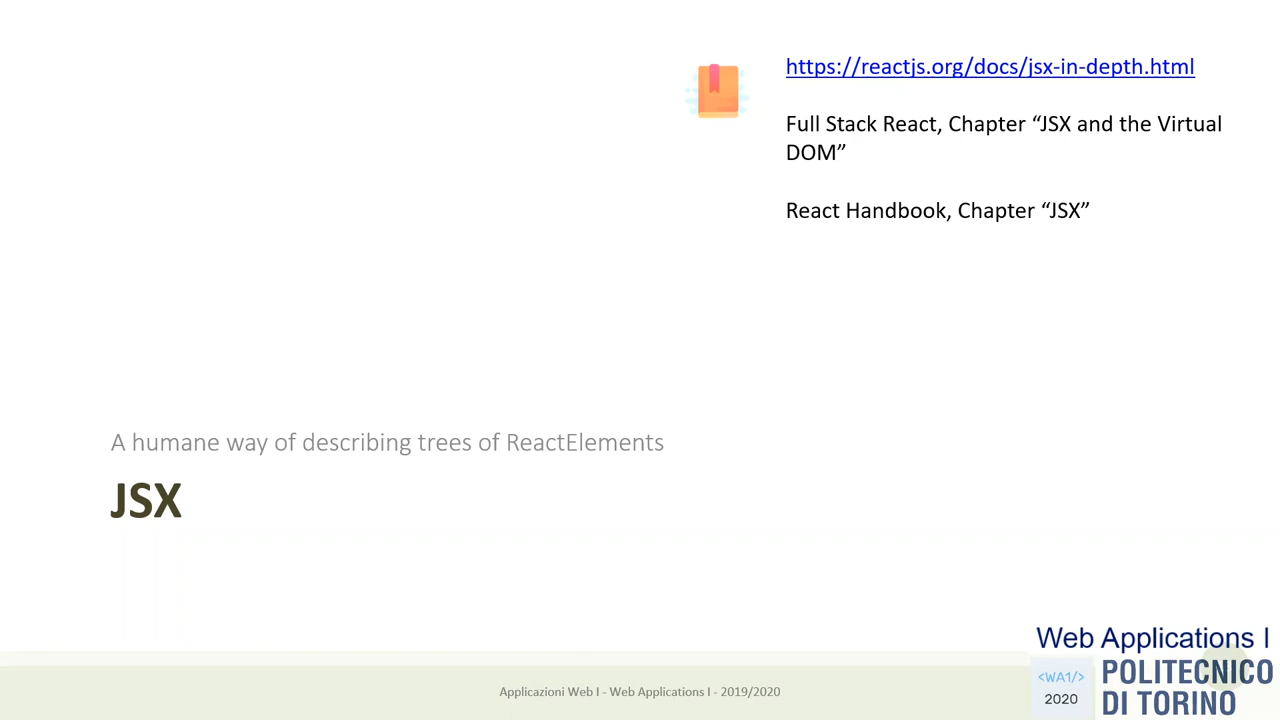 https://reactjs.org/docs/jsx-in-depth.html
Full Stack React, Chapter “JSX and the Virtual
DOM”
React Handbook, Chapter “JSX”
A humane way of describing trees of ReactElements
JSX
Applicazioni Web I - Web Applications I - 2019/2020
Web Applications I
<WA1/>
2020
POLITECNICO
DI TORINO